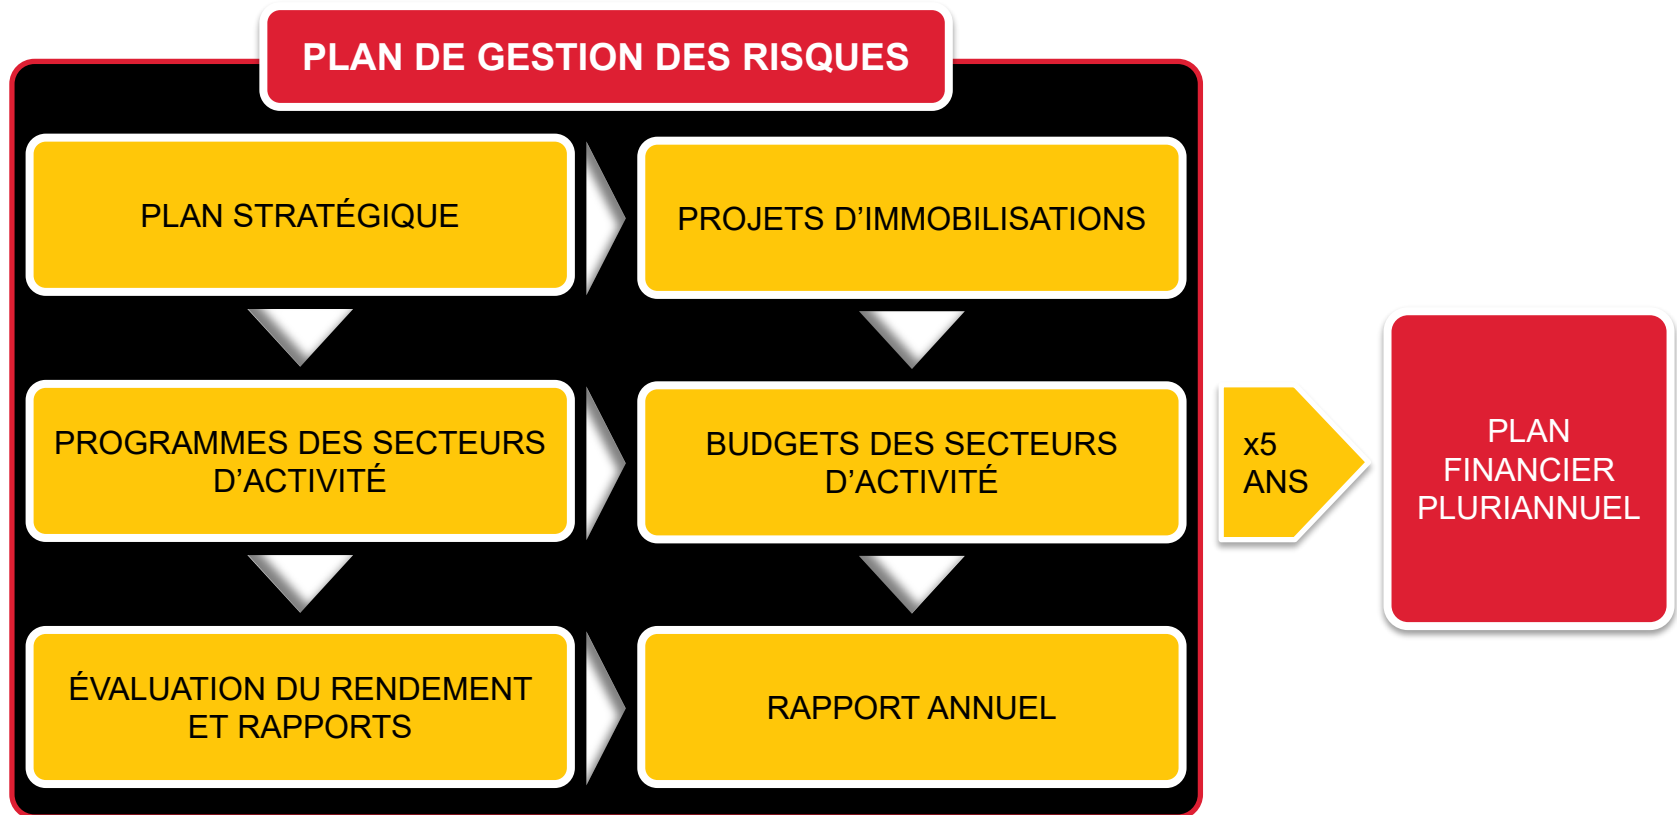 PLAN DE GESTION DES RISQUES
PLAN STRATÉGIQUE
PROJETS D’IMMOBILISATIONS
PROGRAMMES DES SECTEURS
D’ACTIVITÉ
BUDGETS DES SECTEURS
D’ACTIVITÉ
x5
ANS
PLAN
FINANCIER
PLURIANNUEL
ÉVALUATION DU RENDEMENT
ET RAPPORTS
RAPPORT ANNUEL